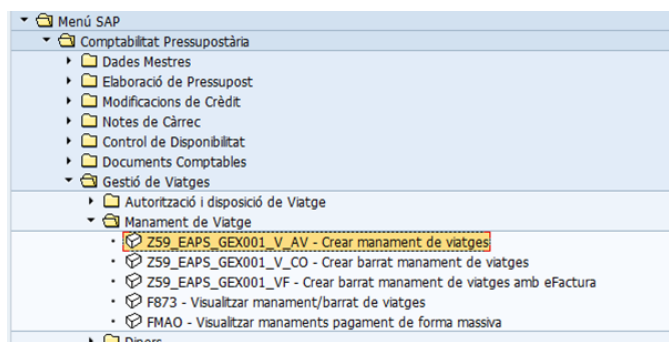 Menú SAP
Comptabilitat Pressupostària
Dades Mestres
Elaboració de Pressupost
Modificacions de Crèdit
Notes de Càrrec
Control de Disponibilitat
Documents Comptables
Gestió de Viatges
Autorització i disposició de Viatge
Manament de Viatge
Z59_EAPS_GEX001_V_AV - Crear manament de viatges
Z59_EAPS_GEX001_V_CO - Crear barrat manament de viatges
Z59_EAPS_GEX001_VF - Crear barrat manament de viatges amb eFactura
F873 - Visualitzar manament/barrat de viatges
FMAO - Visualitzar manaments pagament de forma massiva